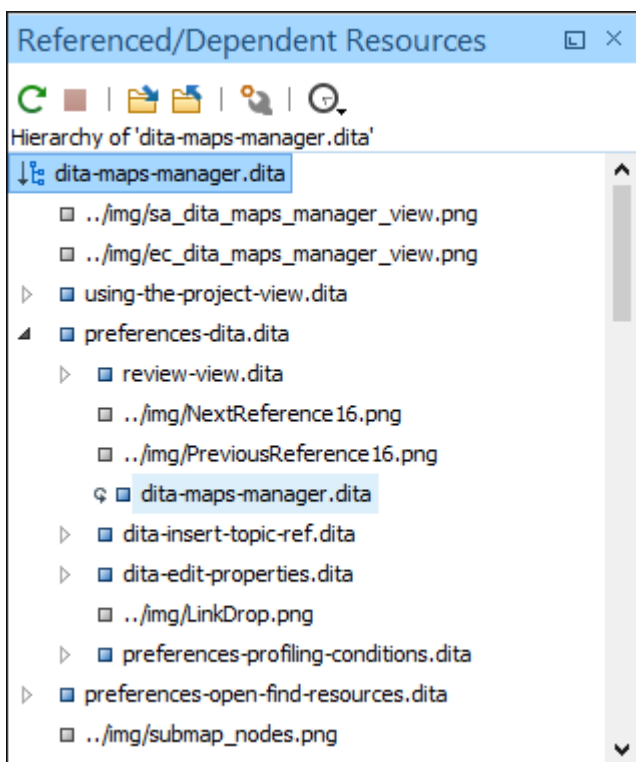 Referenced/Dependent Resources
Hierarchy of 'dita-maps-manager.dita'
dita-maps-manager.dita
../img/sa_dita_maps_manager_view.png
../img/ec_dita_maps_manager_view.png
using-the-project-view.dita
preferences-dita.dita
review-view.dita
../img/NextReference16.png
../img/PreviousReference16.png
dita-maps-manager.dita
dita-insert-topic-ref.dita
dita-edit-properties.dita
../img/LinkDrop.png
preferences-profiling-conditions.dita
preferences-open-find-resources.dita
../img/submap_nodes.png